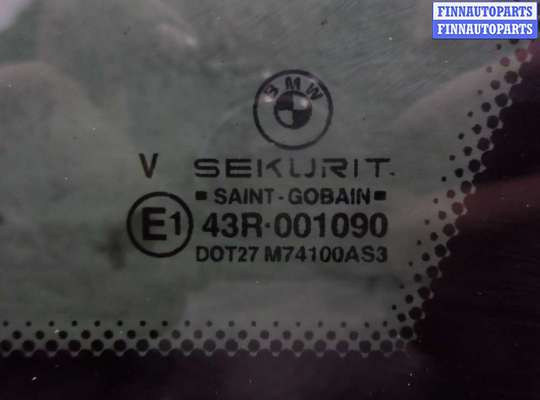 FINNAUTOPARTS
FINNAUTOPARTS
BMW
V SEKURIT
SAINT-GOBAIN
E1 43R·001090
DOT27 M74100AS3